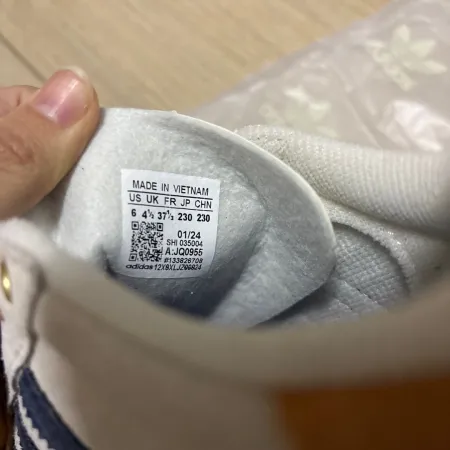 MADE IN VIETNAM
US UK FR JP CHN
6 4½ 37⅓ 230 230
01/24
SHI 035004
A:JQ0955
adidas